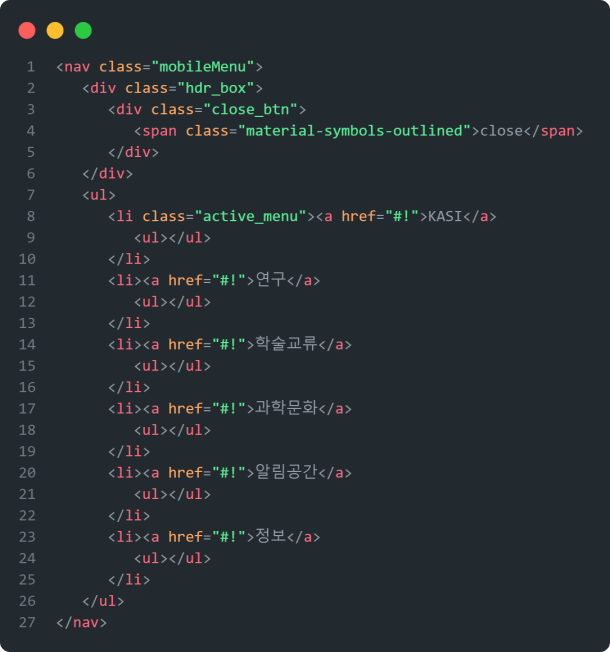 1 <nav class="mobileMenu">
2    <div class="hdr_box">
3       <div class="close_btn">
4          <span class="material-symbols-outlined">close</span>
5       </div>
6    </div>
7    <ul>
8       <li class="active_menu"><a href="#!">KASI</a>
9          <ul></ul>
10       </li>
11       <li><a href="#!">연구</a>
12          <ul></ul>
13       </li>
14       <li><a href="#!">학술교류</a>
15          <ul></ul>
16       </li>
17       <li><a href="#!">과학문화</a>
18          <ul></ul>
19       </li>
20       <li><a href="#!">알림공간</a>
21          <ul></ul>
22       </li>
23       <li><a href="#!">정보</a>
24          <ul></ul>
25       </li>
26    </ul>
27 </nav>